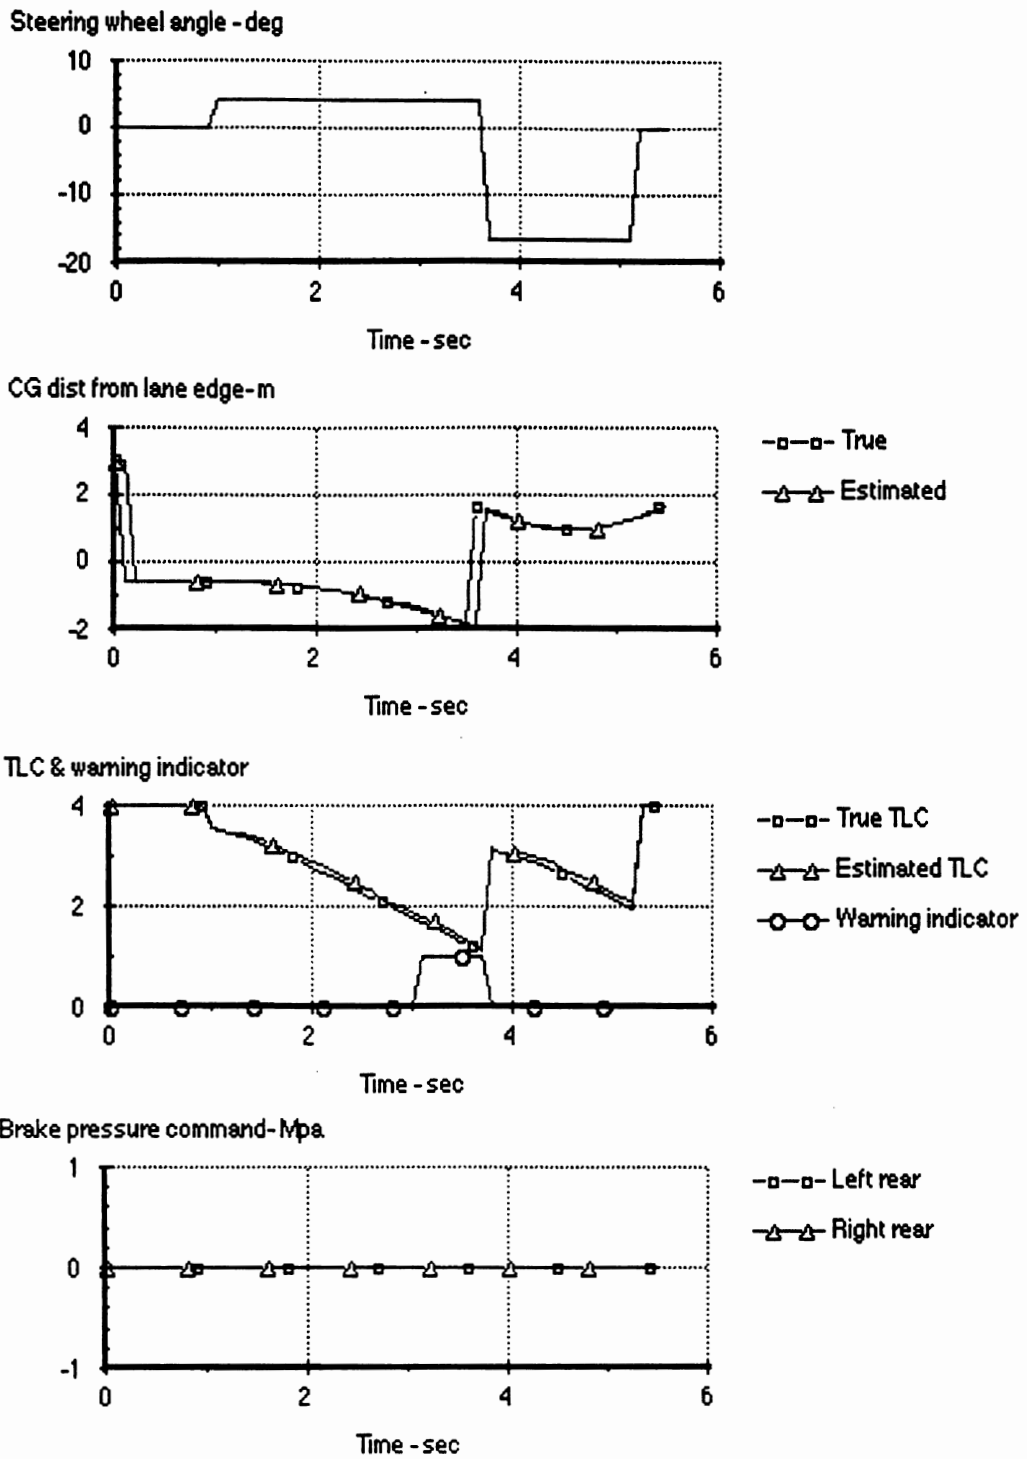 Steering wheel angle - deg
10
0
-10
-20
0 2 4 6
Time - sec
CG dist from lane edge - m
4
2
0
-2
0 2 4 6
Time - sec
True
Estimated
TLC & warning indicator
4
2
0
0 2 4 6
Time - sec
True TLC
Estimated TLC
Warning indicator
Brake pressure command - Mpa
1
0
-1
0 2 4 6
Time - sec
Left rear
Right rear